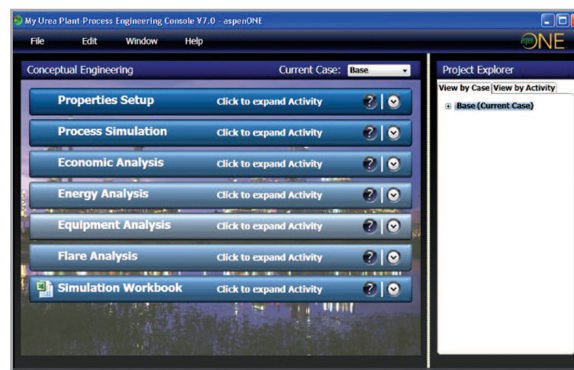 My Urea Plant-Process Engineering Console V7.0 - aspenONE
File Edit Window Help
aspenONE
Conceptual Engineering Current Case: Base
Project Explorer
View by Case View by Activity
Base (Current Case)
Properties Setup Click to expand Activity ?
Process Simulation Click to expand Activity ?
Economic Analysis Click to expand Activity ?
Energy Analysis Click to expand Activity ?
Equipment Analysis Click to expand Activity ?
Flare Analysis Click to expand Activity ?
Simulation Workbook Click to expand Activity ?